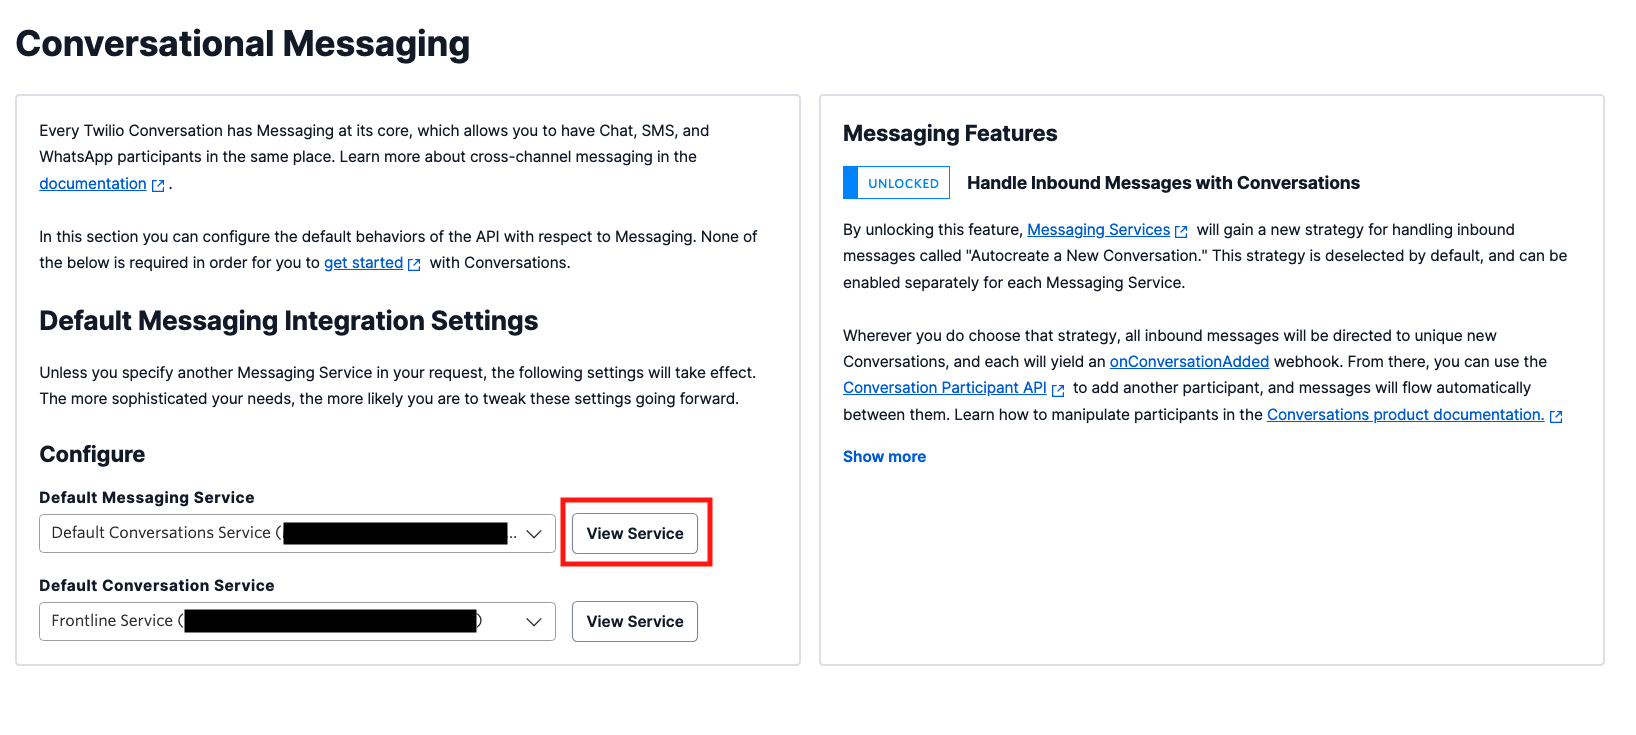 Conversational Messaging
Every Twilio Conversation has Messaging at its core, which allows you to have Chat, SMS, and
WhatsApp participants in the same place. Learn more about cross-channel messaging in the
documentation .
In this section you can configure the default behaviors of the API with respect to Messaging. None of
the below is required in order for you to get started with Conversations.
Default Messaging Integration Settings
Unless you specify another Messaging Service in your request, the following settings will take effect.
The more sophisticated your needs, the more likely you are to tweak these settings going forward.
Configure
Default Messaging Service
Default Conversations Service ( ..
View Service
Default Conversation Service
Frontline Service ( )
View Service
Messaging Features
UNLOCKED Handle Inbound Messages with Conversations
By unlocking this feature, Messaging Services will gain a new strategy for handling inbound
messages called "Autocreate a New Conversation." This strategy is deselected by default, and can be
enabled separately for each Messaging Service.
Wherever you do choose that strategy, all inbound messages will be directed to unique new
Conversations, and each will yield an onConversationAdded webhook. From there, you can use the
Conversation Participant API to add another participant, and messages will flow automatically
between them. Learn how to manipulate participants in the Conversations product documentation.
Show more